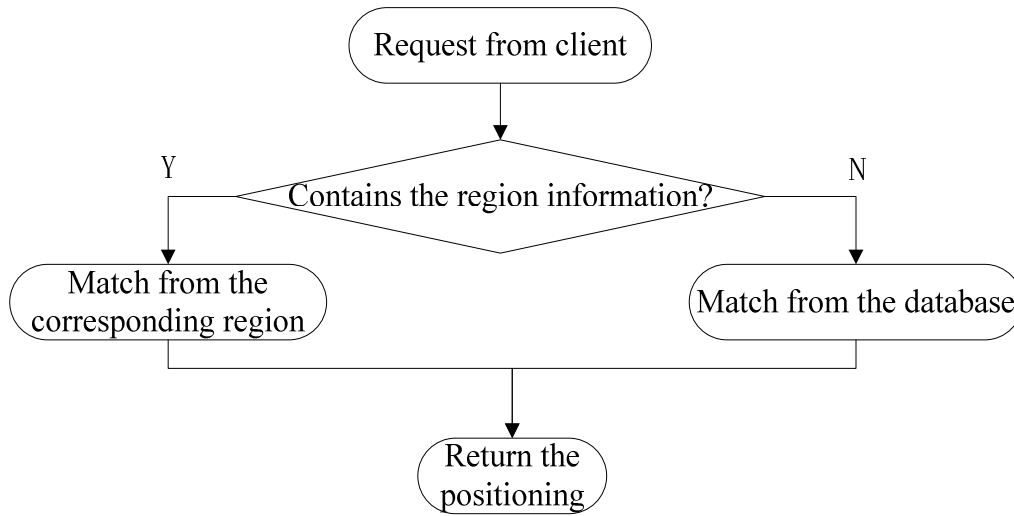 Request from client
Y
N
Contains the region information?
Match from the
corresponding region
Match from the database
Return the
positioning